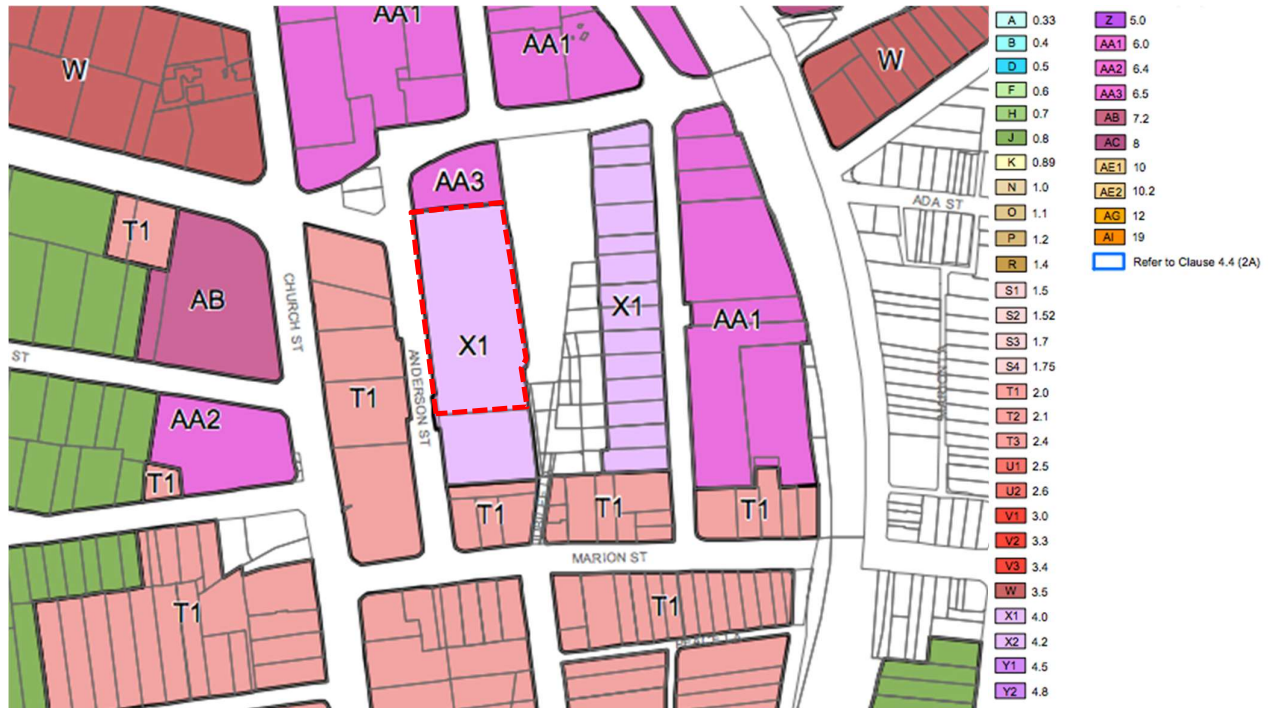 AA1
AA1
W
W
AA3
T1
AB
X1
X1
AA1
T1
AA2
T1
T1
T1
T1
T1
T1
CHURCH ST
ANDERSON ST
ST
ADA ST
MARION ST
A 0.33
B 0.4
D 0.5
F 0.6
H 0.7
J 0.8
K 0.89
N 1.0
O 1.1
P 1.2
R 1.4
S1 1.5
S2 1.52
S3 1.7
S4 1.75
T1 2.0
T2 2.1
T3 2.4
U1 2.5
U2 2.6
V1 3.0
V2 3.3
V3 3.4
W 3.5
X1 4.0
X2 4.2
Y1 4.5
Y2 4.8
Z 5.0
AA1 6.0
AA2 6.4
AA3 6.5
AB 7.2
AC 8
AE1 10
AE2 10.2
AG 12
AI 19
Refer to Clause 4.4 (2A)